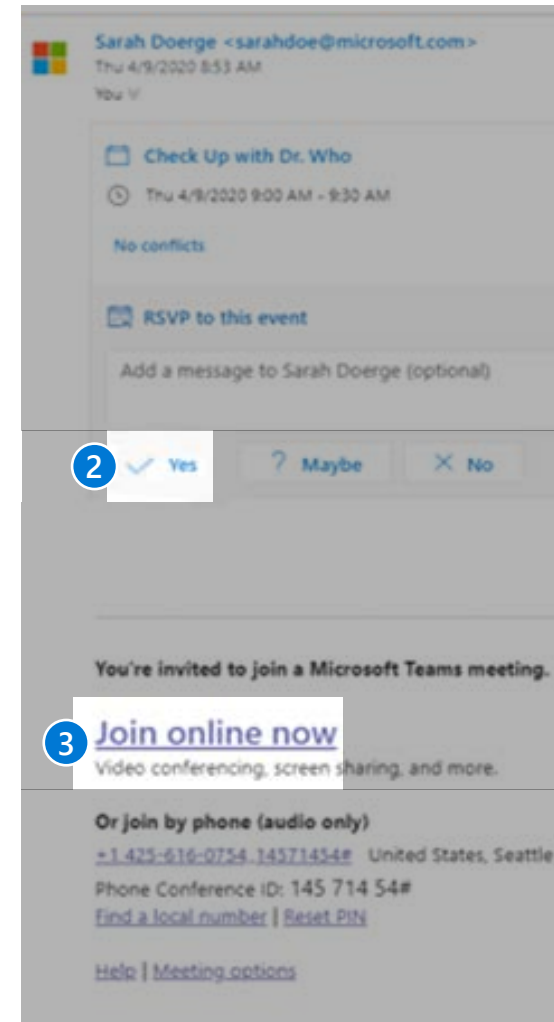 Sarah Doerge <sarahdoe@microsoft.com>
Thu 4/9/2020 8:53 AM
You
Check Up with Dr. Who
Thu 4/9/2020 9:00 AM - 9:30 AM
No conflicts
RSVP to this event
Add a message to Sarah Doerge (optional)
2 Yes ? Maybe No
You're invited to join a Microsoft Teams meeting.
3 Join online now
Video conferencing, screen sharing, and more.
Or join by phone (audio only)
+1 425-616-0754,,14571454# United States, Seattle
Phone Conference ID: 145 714 54#
Find a local number | Reset PIN
Help | Meeting options